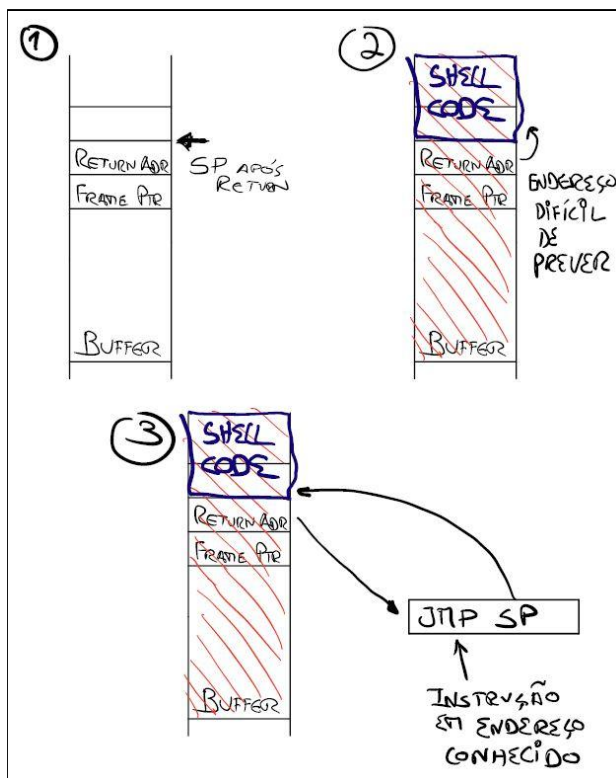 1
RETURN ADR
FRAME PTR
BUFFER
SP APÓS
RETURN
2
SHELL
CODE
RETURN ADR
FRAME PTR
BUFFER
ENDEREÇO
DIFÍCIL
DE
PREVER
3
SHELL
CODE
RETURN ADR
FRAME PTR
BUFFER
JMP SP
INSTRUÇÃO
EM ENDEREÇO
CONHECIDO